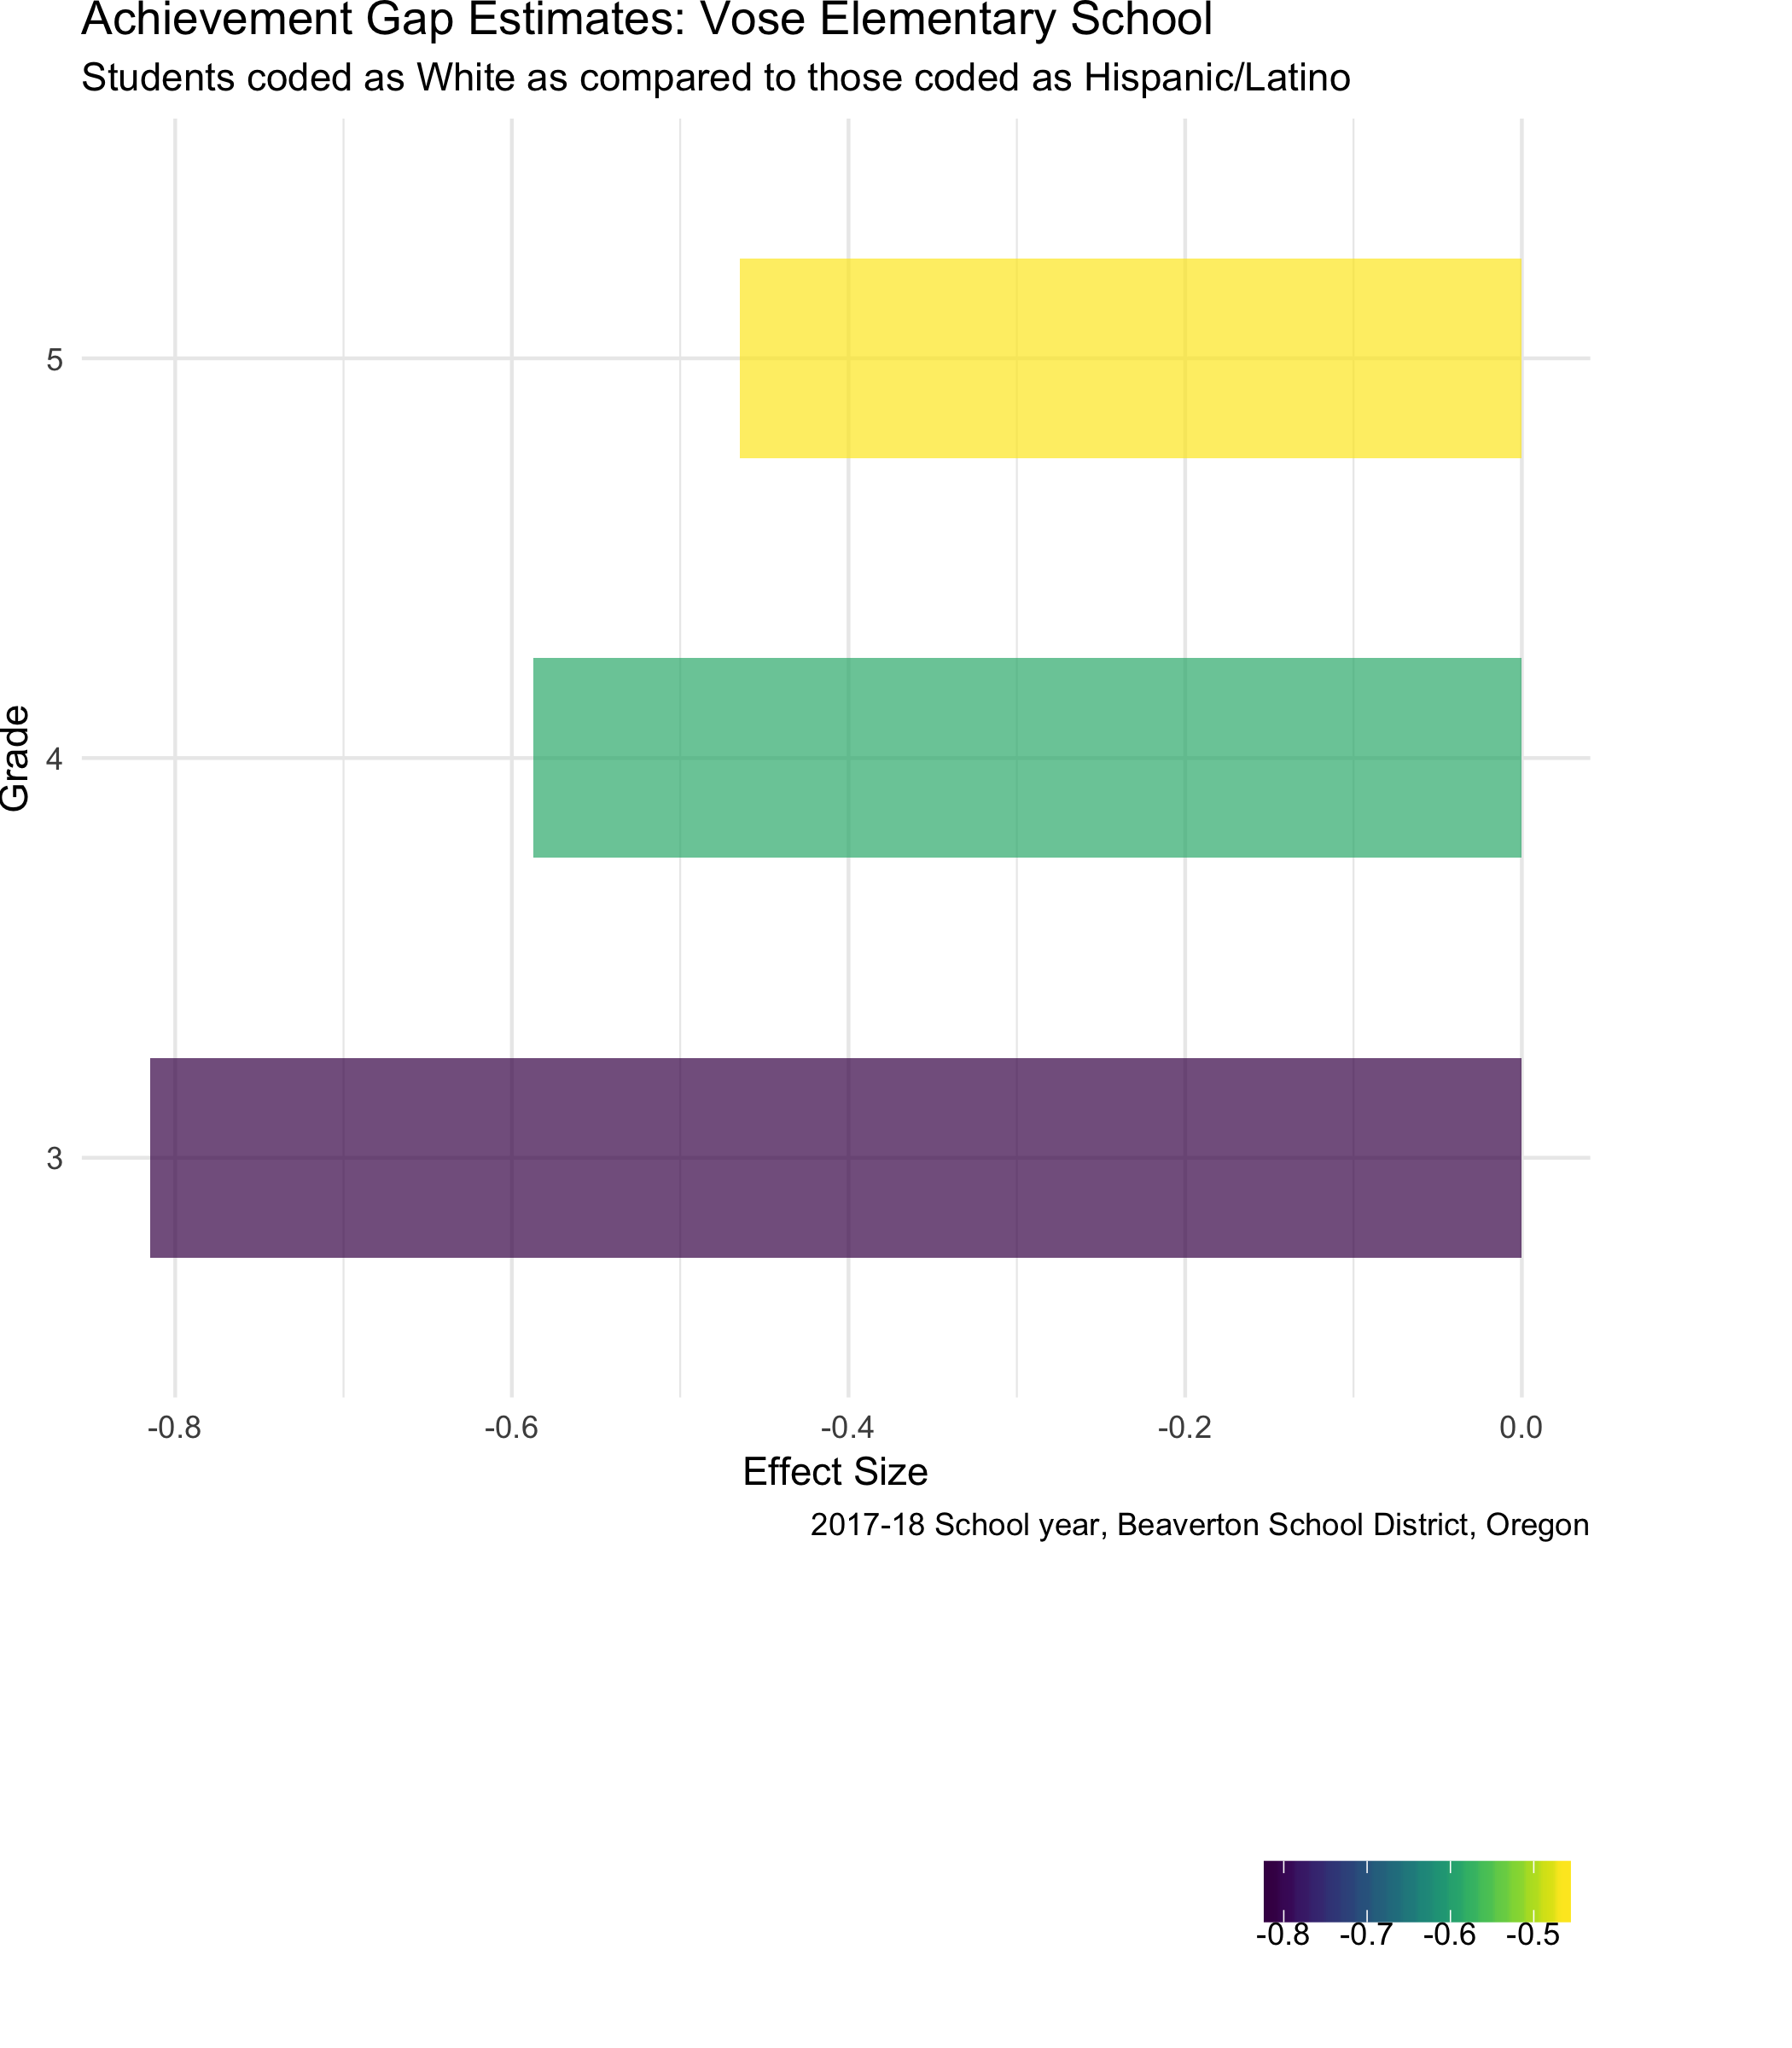 Achievement Gap Estimates: Vose Elementary School
Students coded as White as compared to those coded as Hispanic/Latino
5
4
3
Grade
-0.8 -0.6 -0.4 -0.2 0.0
Effect Size
2017-18 School year, Beaverton School District, Oregon
-0.8 -0.7 -0.6 -0.5